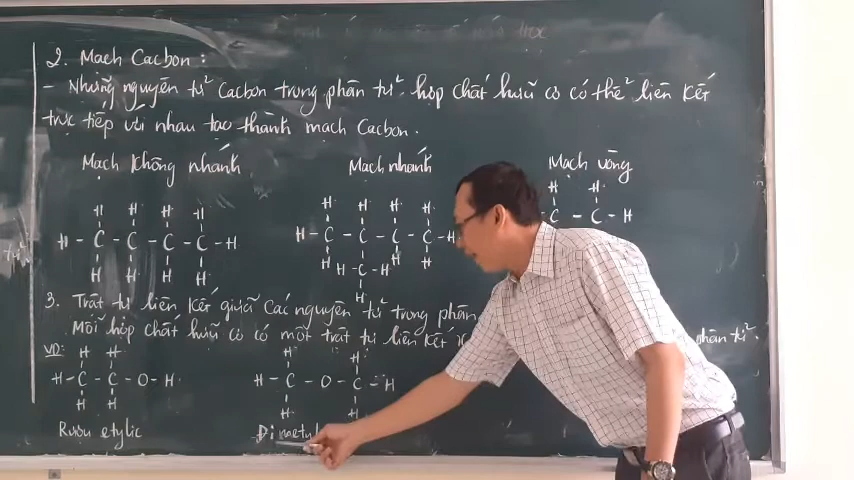 2. Mạch Cacbon:
- Những nguyên tử Cacbon trong phân tử hợp chất hữu cơ có thể liên kết
trực tiếp với nhau tạo thành mạch Cacbon.
Mạch không nhánh Mạch nhánh Mạch vòng
H H H H H H H H H H
H - C - C - C - C - H H - C - C - C - C - H C - C - H
H H H H H H - C - H H H
H
3. Trật tự liên kết giữa các nguyên tử trong phân
Mỗi hợp chất hữu cơ có một trật tự liên kết phân tử.
VD: H H H H
H - C - C - O - H H - C - O - C - H
H H H H
Rượu etylic Đimetyl